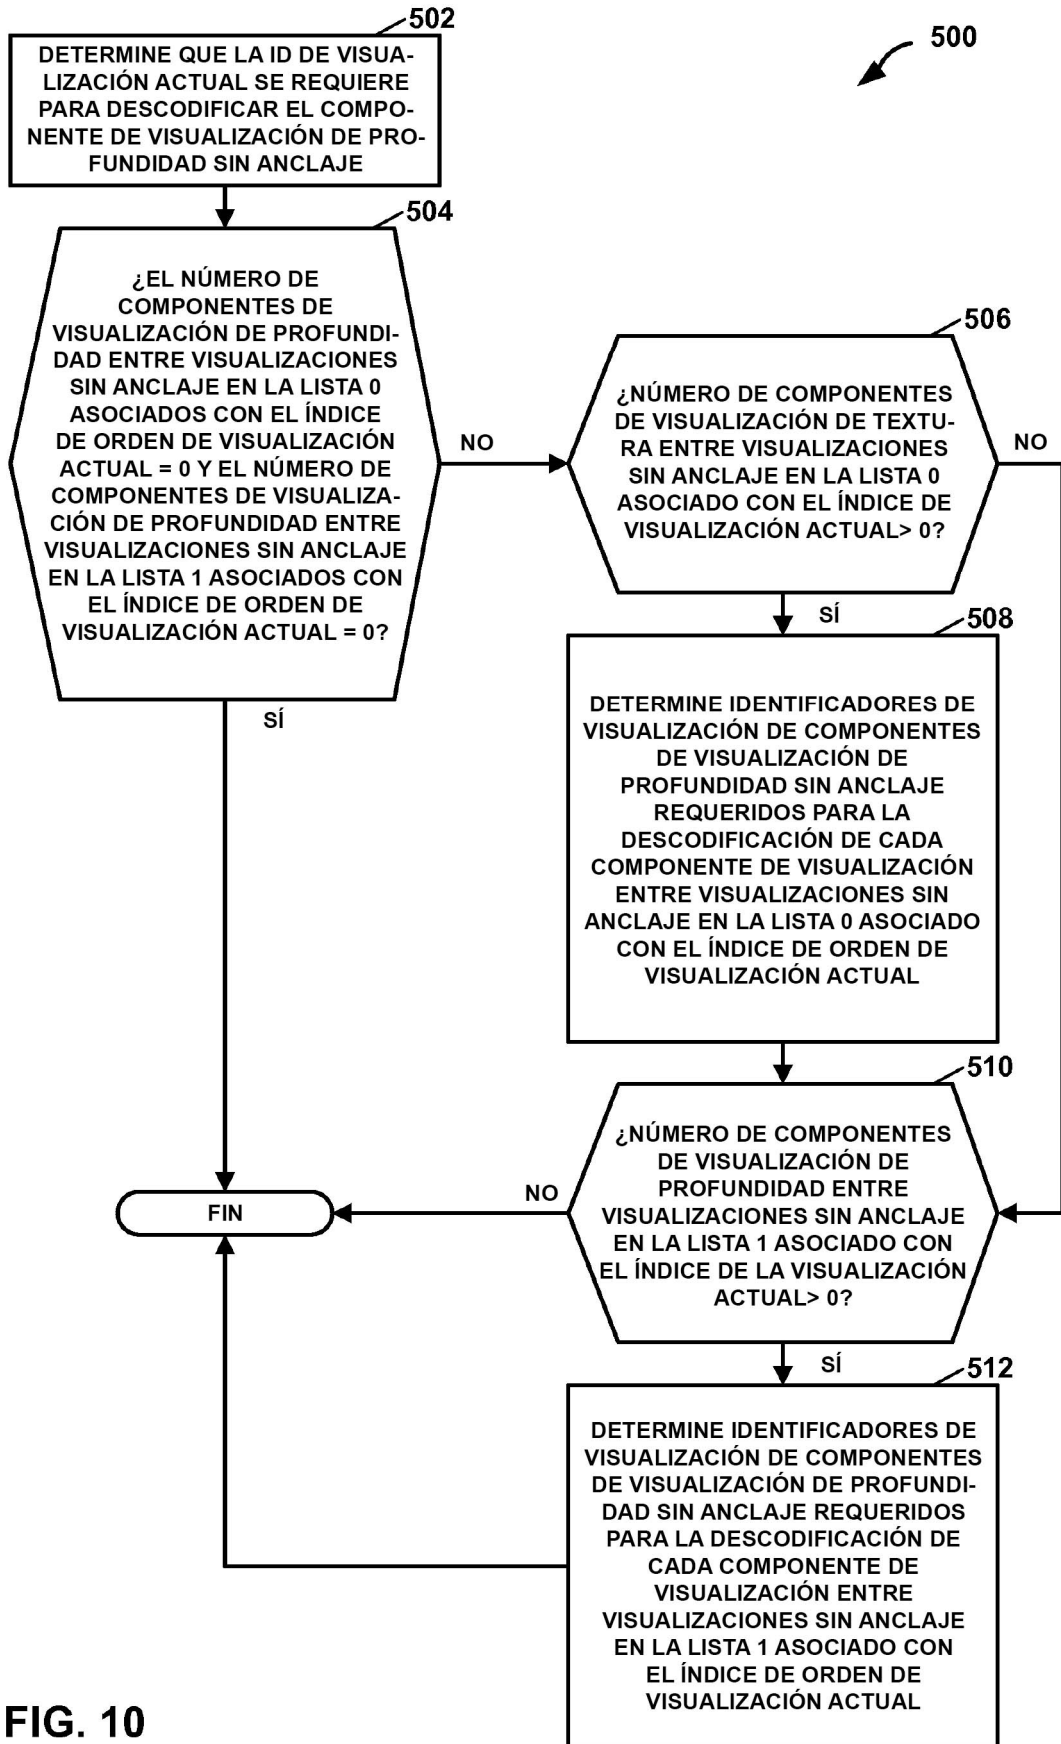 500
502
DETERMINE QUE LA ID DE VISUA-
LIZACIÓN ACTUAL SE REQUIERE
PARA DESCODIFICAR EL COMPO-
NENTE DE VISUALIZACIÓN DE PRO-
FUNDIDAD SIN ANCLAJE
504
¿EL NÚMERO DE
COMPONENTES DE
VISUALIZACIÓN DE PROFUNDI-
DAD ENTRE VISUALIZACIONES
SIN ANCLAJE EN LA LISTA 0
ASOCIADOS CON EL ÍNDICE
DE ORDEN DE VISUALIZACIÓN
ACTUAL = 0 Y EL NÚMERO DE
COMPONENTES DE VISUALIZA-
CIÓN DE PROFUNDIDAD ENTRE
VISUALIZACIONES SIN ANCLAJE
EN LA LISTA 1 ASOCIADOS CON
EL ÍNDICE DE ORDEN DE
VISUALIZACIÓN ACTUAL = 0?
NO
SÍ
506
¿NÚMERO DE COMPONENTES
DE VISUALIZACIÓN DE TEXTU-
RA ENTRE VISUALIZACIONES
SIN ANCLAJE EN LA LISTA 0
ASOCIADO CON EL ÍNDICE DE
VISUALIZACIÓN ACTUAL> 0?
NO
SÍ
508
DETERMINE IDENTIFICADORES DE
VISUALIZACIÓN DE COMPONENTES
DE VISUALIZACIÓN DE
PROFUNDIDAD SIN ANCLAJE
REQUERIDOS PARA LA
DESCODIFICACIÓN DE CADA
COMPONENTE DE VISUALIZACIÓN
ENTRE VISUALIZACIONES SIN
ANCLAJE EN LA LISTA 0 ASOCIADO
CON EL ÍNDICE DE ORDEN DE
VISUALIZACIÓN ACTUAL
510
¿NÚMERO DE COMPONENTES
DE VISUALIZACIÓN DE
PROFUNDIDAD ENTRE
VISUALIZACIONES SIN ANCLAJE
EN LA LISTA 1 ASOCIADO CON
EL ÍNDICE DE LA VISUALIZACIÓN
ACTUAL> 0?
NO
FIN
SÍ
512
DETERMINE IDENTIFICADORES DE
VISUALIZACIÓN DE COMPONENTES
DE VISUALIZACIÓN DE PROFUNDI-
DAD SIN ANCLAJE REQUERIDOS
PARA LA DESCODIFICACIÓN DE
CADA COMPONENTE DE
VISUALIZACIÓN ENTRE
VISUALIZACIONES SIN ANCLAJE
EN LA LISTA 1 ASOCIADO CON
EL ÍNDICE DE ORDEN DE
VISUALIZACIÓN ACTUAL
FIG. 10